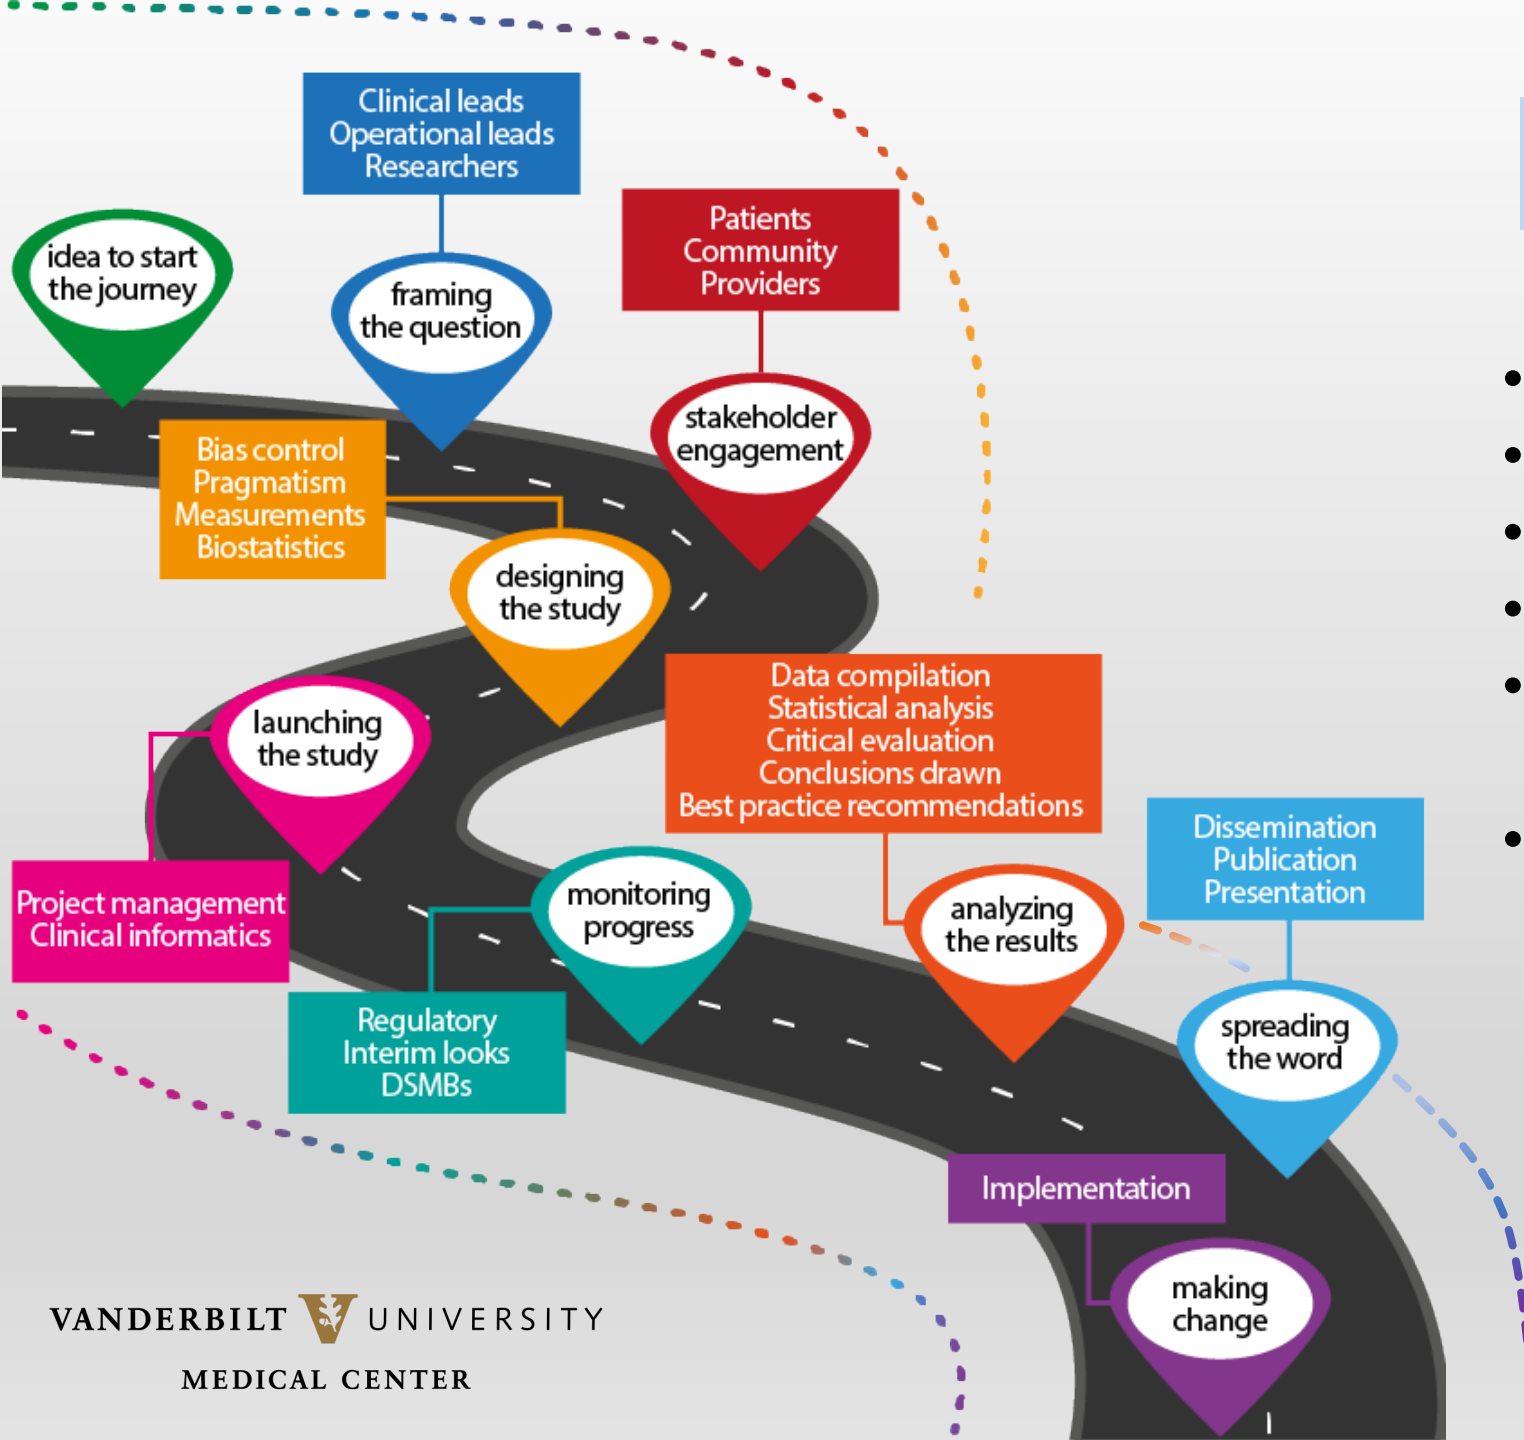 Clinical leads
Operational leads
Researchers
idea to start
the journey
framing
the question
Patients
Community
Providers
stakeholder
engagement
Bias control
Pragmatism
Measurements
Biostatistics
designing
the study
launching
the study
Project management
Clinical informatics
monitoring
progress
Regulatory
Interim looks
DSMBs
Data compilation
Statistical analysis
Critical evaluation
Conclusions drawn
Best practice recommendations
analyzing
the results
Dissemination
Publication
Presentation
spreading
the word
Implementation
making
change
VANDERBILT V UNIVERSITY
MEDICAL CENTER